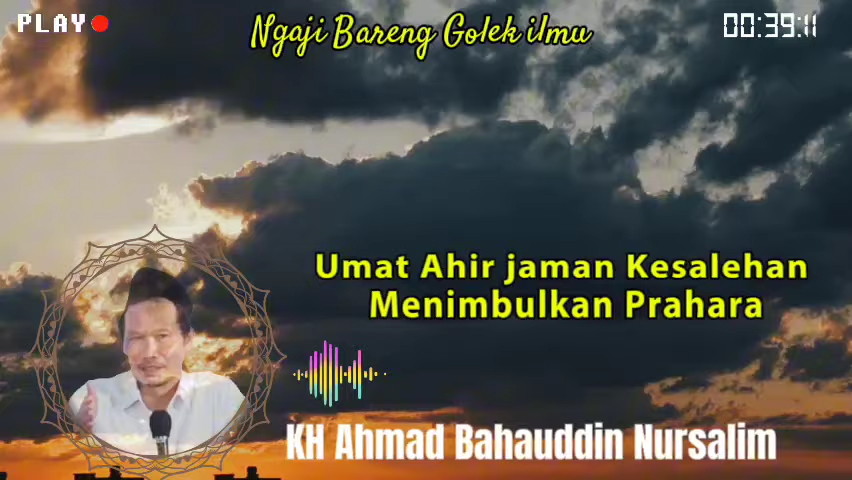 PLAY
Ngaji Bareng Golek ilmu
00:39:11
Umat Ahir jaman Kesalehan
Menimbulkan Prahara
KH Ahmad Bahauddin Nursalim